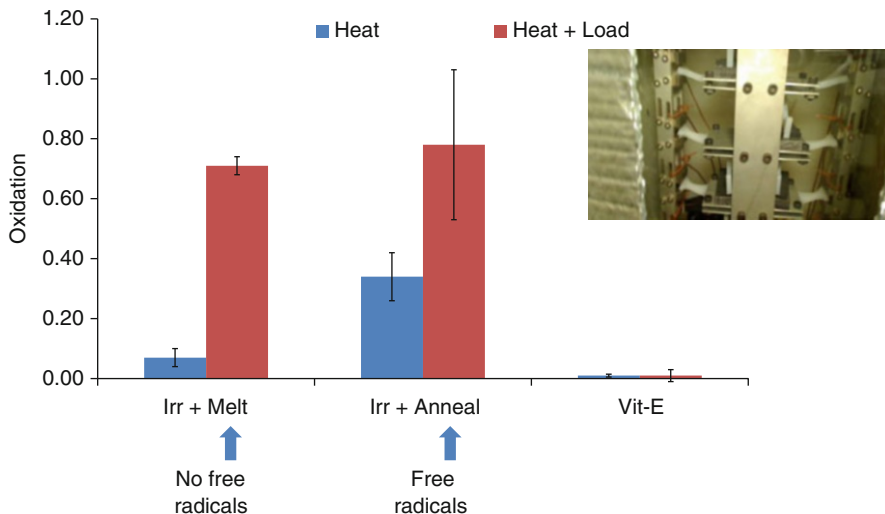 1.20
1.00
0.80
0.60
0.40
0.20
0.00
Oxidation
Heat
Heat + Load
Irr + Melt
Irr + Anneal
Vit-E
No free
radicals
Free
radicals